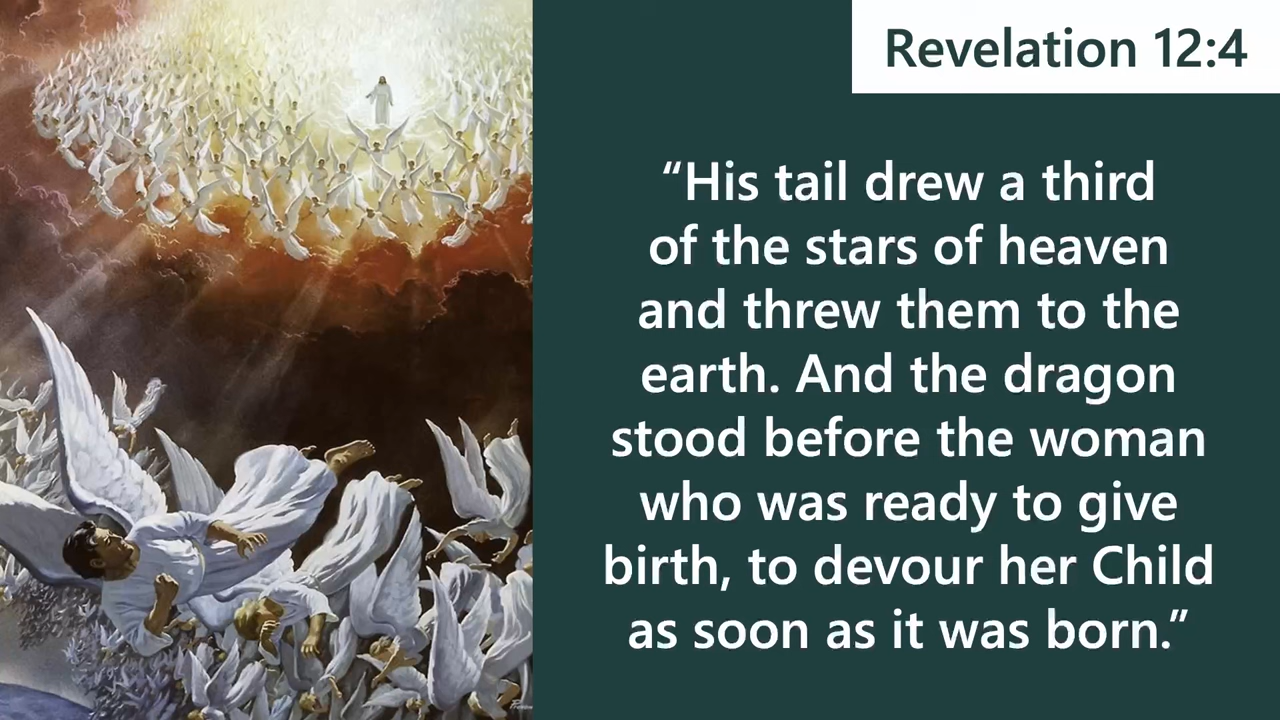 Revelation 12:4
“His tail drew a third
of the stars of heaven
and threw them to the
earth. And the dragon
stood before the woman
who was ready to give
birth, to devour her Child
as soon as it was born.”